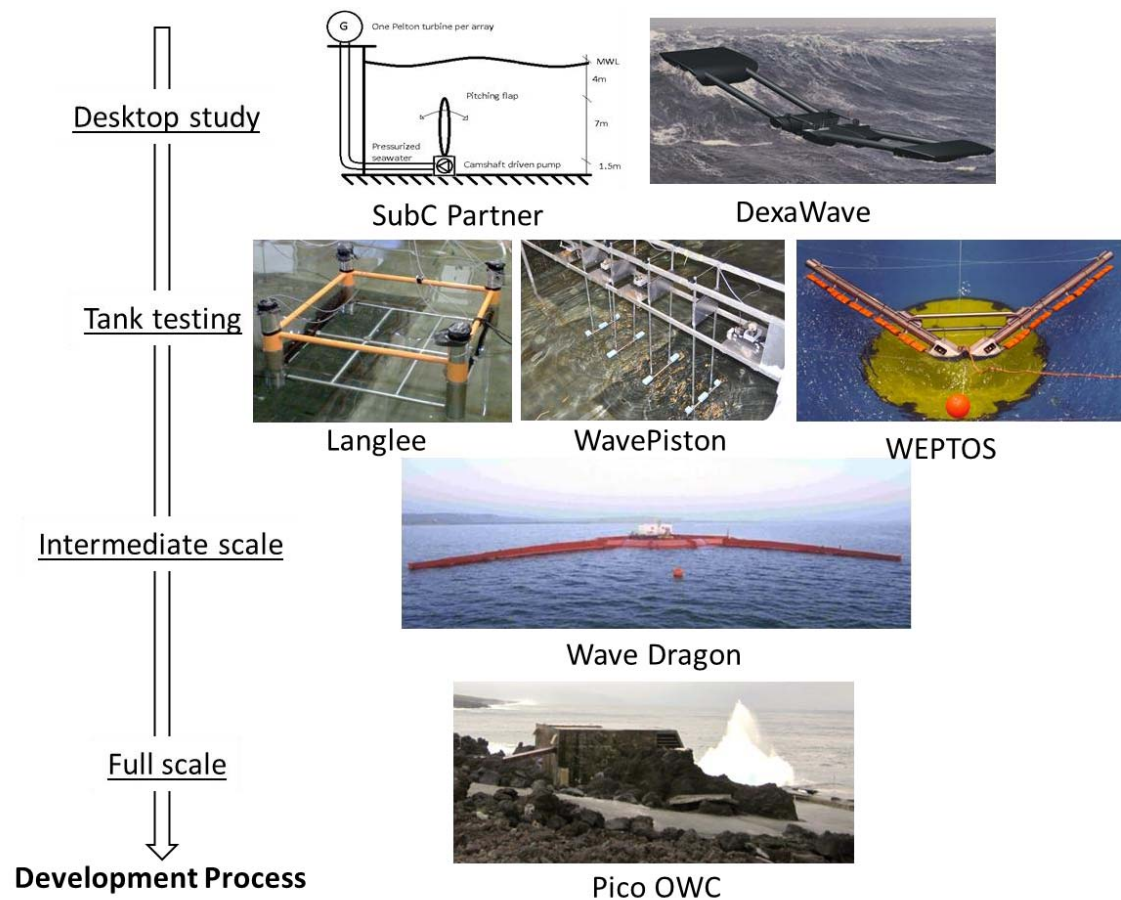 G
One Pelton turbine per array
MWL
4m
Pitching flap
7m
Pressurized
seawater
Camshaft driven pump
1.5m
Desktop study
SubC Partner
DexaWave
Tank testing
Langlee
WavePiston
WEPTOS
Intermediate scale
Wave Dragon
Full scale
Pico OWC
Development Process